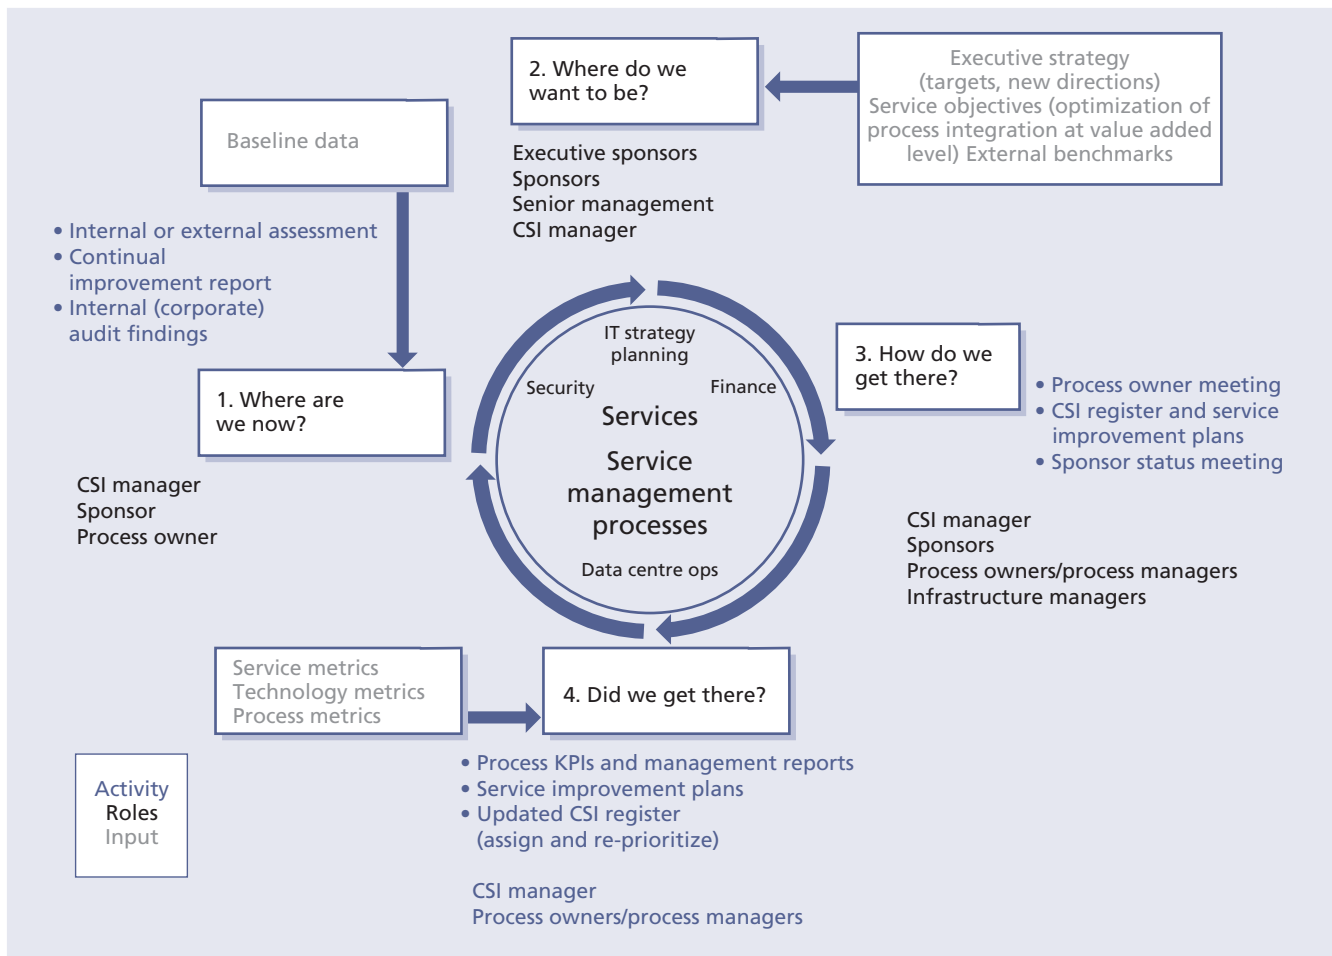 2. Where do we
want to be?
Executive strategy
(targets, new directions)
Service objectives (optimization of
process integration at value added
level) External benchmarks
Baseline data
Executive sponsors
Sponsors
Senior management
CSI manager
• Internal or external assessment
• Continual
improvement report
• Internal (corporate)
audit findings
1. Where are
we now?
CSI manager
Sponsor
Process owner
IT strategy
planning
Security
Finance
Services
Service
management
processes
Data centre ops
3. How do we
get there?
• Process owner meeting
• CSI register and service
improvement plans
• Sponsor status meeting
CSI manager
Sponsors
Process owners/process managers
Infrastructure managers
Service metrics
Technology metrics
Process metrics
4. Did we get there?
• Process KPIs and management reports
• Service improvement plans
• Updated CSI register
(assign and re-prioritize)
CSI manager
Process owners/process managers
Activity
Roles
Input